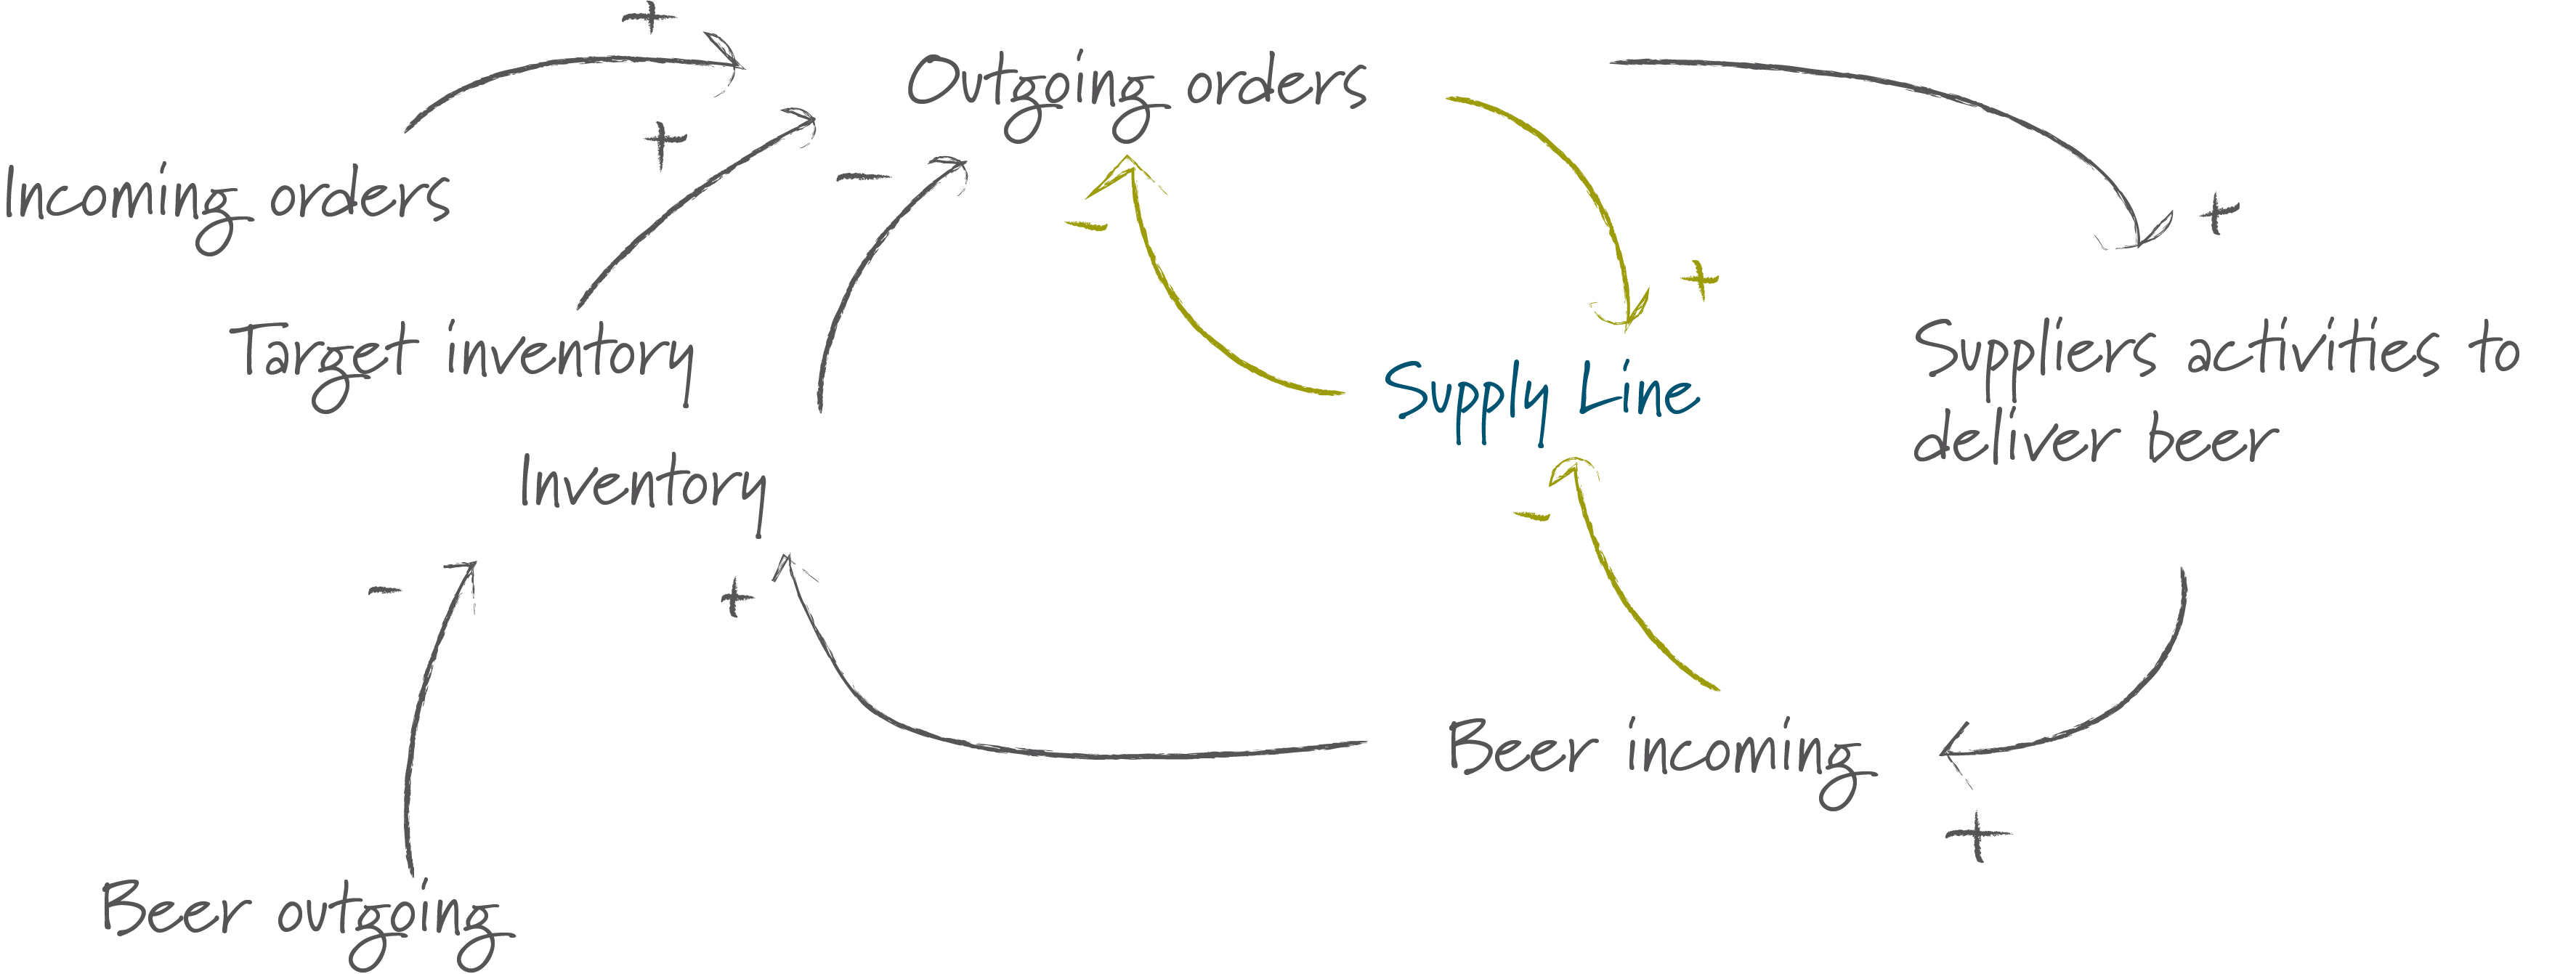 +
Outgoing orders
+
-
Incoming orders
+
-
+
Target inventory
Suppliers activities to
deliver beer
Supply Line
Inventory
-
-
+
Beer incoming
+
Beer outgoing